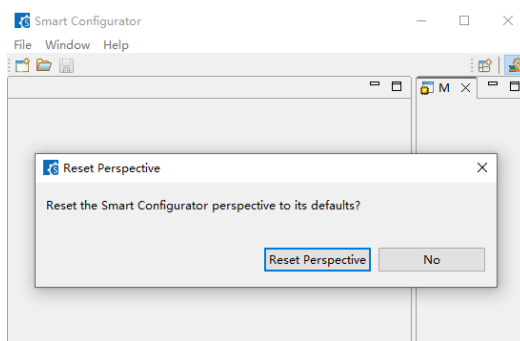 Smart Configurator
File Window Help
M
Reset Perspective
Reset the Smart Configurator perspective to its defaults?
Reset Perspective No